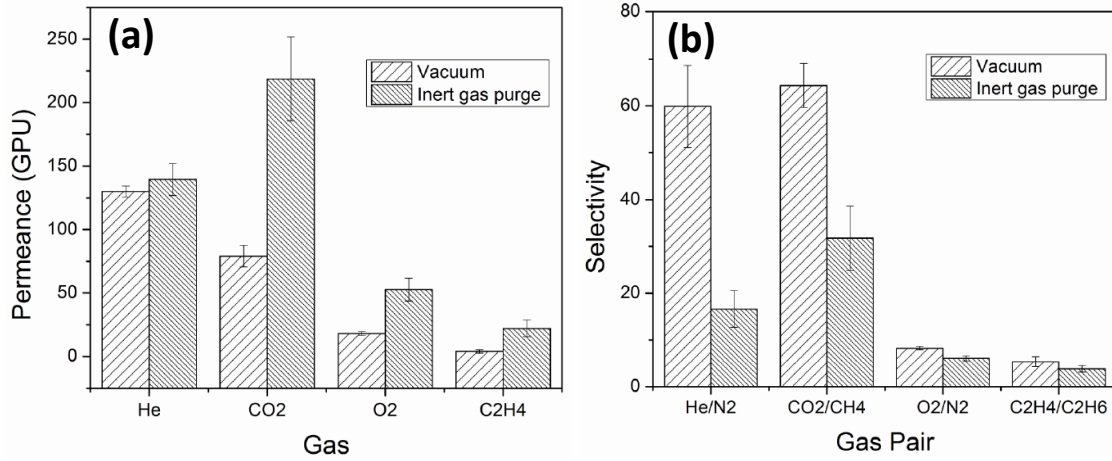 (a)
Permeance (GPU)
250
200
150
100
50
0
Vacuum
Inert gas purge
He
CO2
O2
C2H4
Gas
(b)
Selectivity
80
60
40
20
0
Vacuum
Inert gas purge
He/N2
CO2/CH4
O2/N2
C2H4/C2H6
Gas Pair